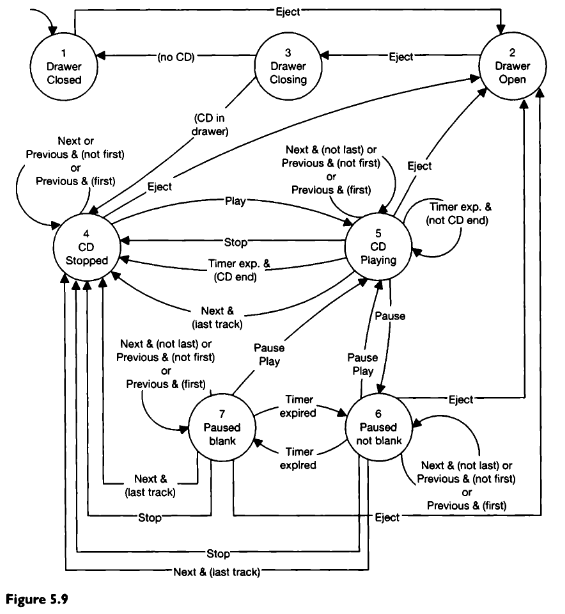 Eject
1
Drawer
Closed
(no CD)
3
Drawer
Closing
Eject
2
Drawer
Open
(CD in
drawer)
Next or
Previous & (not first)
or
Previous & (first)
Next & (not last) or
Previous & (not first)
or
Previous & (first)
Eject
Eject
Play
Timer exp. &
(not CD end)
4
CD
Stopped
Stop
5
CD
Playing
Timer exp. &
(CD end)
Next &
(last track)
Pause
Next & (not last) or
Previous & (not first)
or
Previous & (first)
Pause
Play
Pause
Play
7
Paused
blank
Timer
expired
6
Paused
not blank
Eject
Timer
expired
Next & (not last) or
Previous & (not first)
or
Previous & (first)
Next &
(last track)
Stop
Eject
Stop
Next & (last track)
Figure 5.9